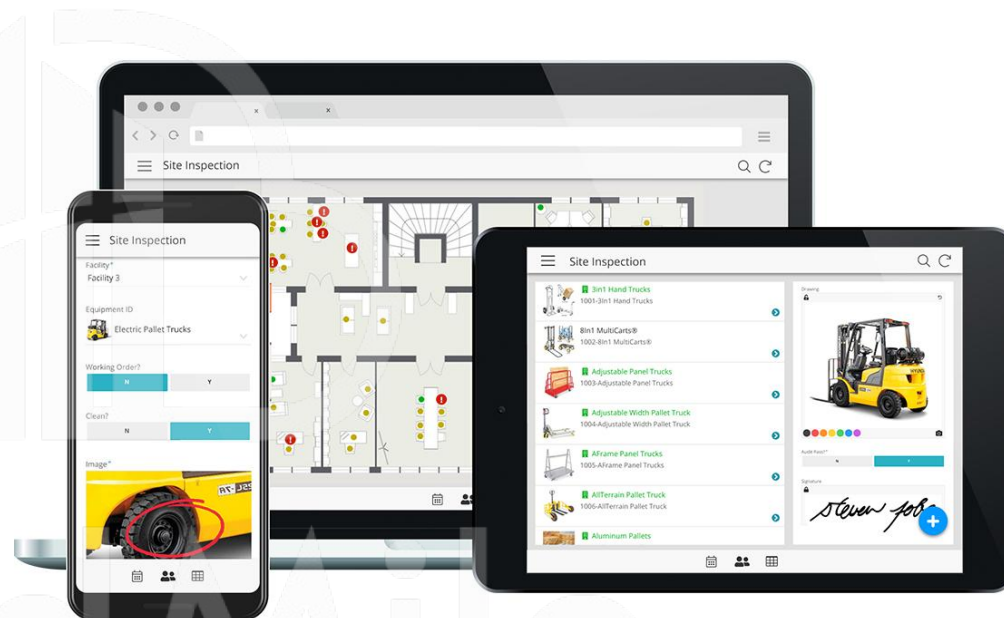 Site Inspection
Site Inspection
Facility*
Facility 3
Equipment ID
Electric Pallet Trucks
Working Order?
N Y
Clean?
N Y
Image*
Site Inspection
3in1 Hand Trucks
1001-3In1 Hand Trucks
8In1 MultiCarts®
1002-8In1 MultiCarts®
Adjustable Panel Trucks
1003-Adjustable Panel Trucks
Adjustable Width Pallet Truck
1004-Adjustable Width Pallet Truck
AFrame Panel Trucks
1005-AFrame Panel Trucks
AllTerrain Pallet Truck
1006-AllTerrain Pallet Truck
Aluminum Pallets
Drawing
Audit Pass?*
N Y
Signature
steven jobs